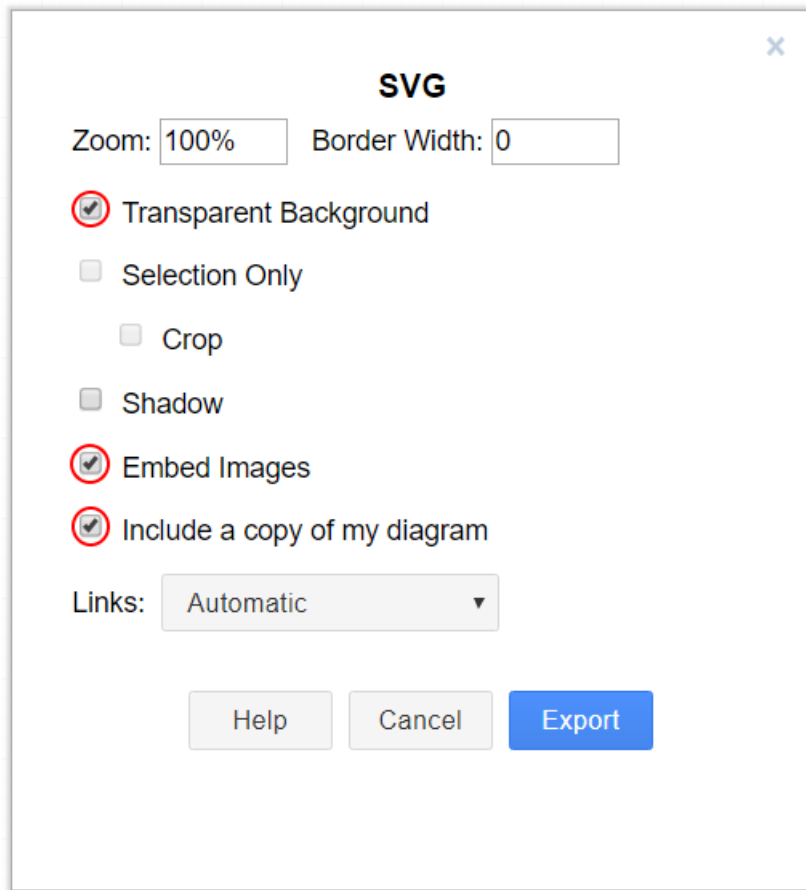 SVG
Zoom: 100% Border Width: 0
Transparent Background
Selection Only
Crop
Shadow
Embed Images
Include a copy of my diagram
Links: Automatic
Help Cancel Export